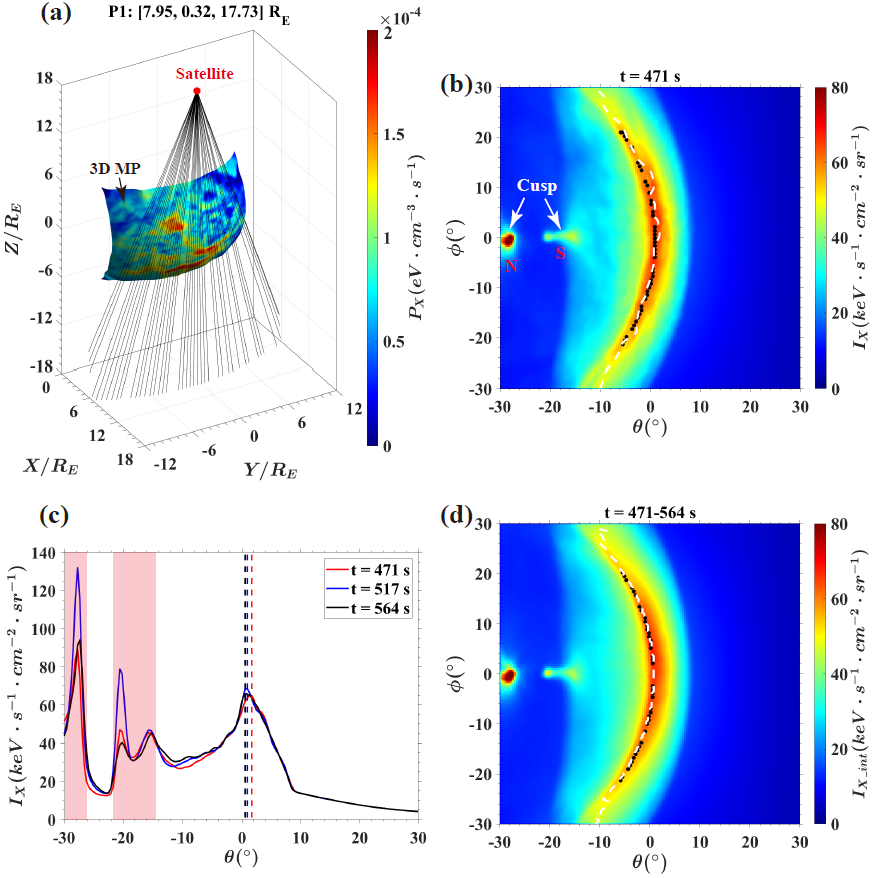 (a)
P1: [7.95, 0.32, 17.73] R_E
×10^-4
Satellite
3D MP
18
12
6
0
-6
-12
-18
Z/R_E
0
6
12
18
X/R_E
-12
-6
0
6
12
Y/R_E
2
1.5
1
0.5
0
P_X(eV · cm^-3 · s^-1)
(b)
t = 471 s
Cusp
N
S
30
20
10
0
-10
-20
-30
ϕ(°)
-30
-20
-10
0
10
20
30
θ(°)
80
60
40
20
0
I_X(keV · s^-1 · cm^-2 · sr^-1)
(c)
t = 471 s
t = 517 s
t = 564 s
140
120
100
80
60
40
20
0
I_X(keV · s^-1 · cm^-2 · sr^-1)
-30
-20
-10
0
10
20
30
θ(°)
(d)
t = 471-564 s
30
20
10
0
-10
-20
-30
ϕ(°)
-30
-20
-10
0
10
20
30
θ(°)
80
60
40
20
0
I_X_int(keV · s^-1 · cm^-2 · sr^-1)